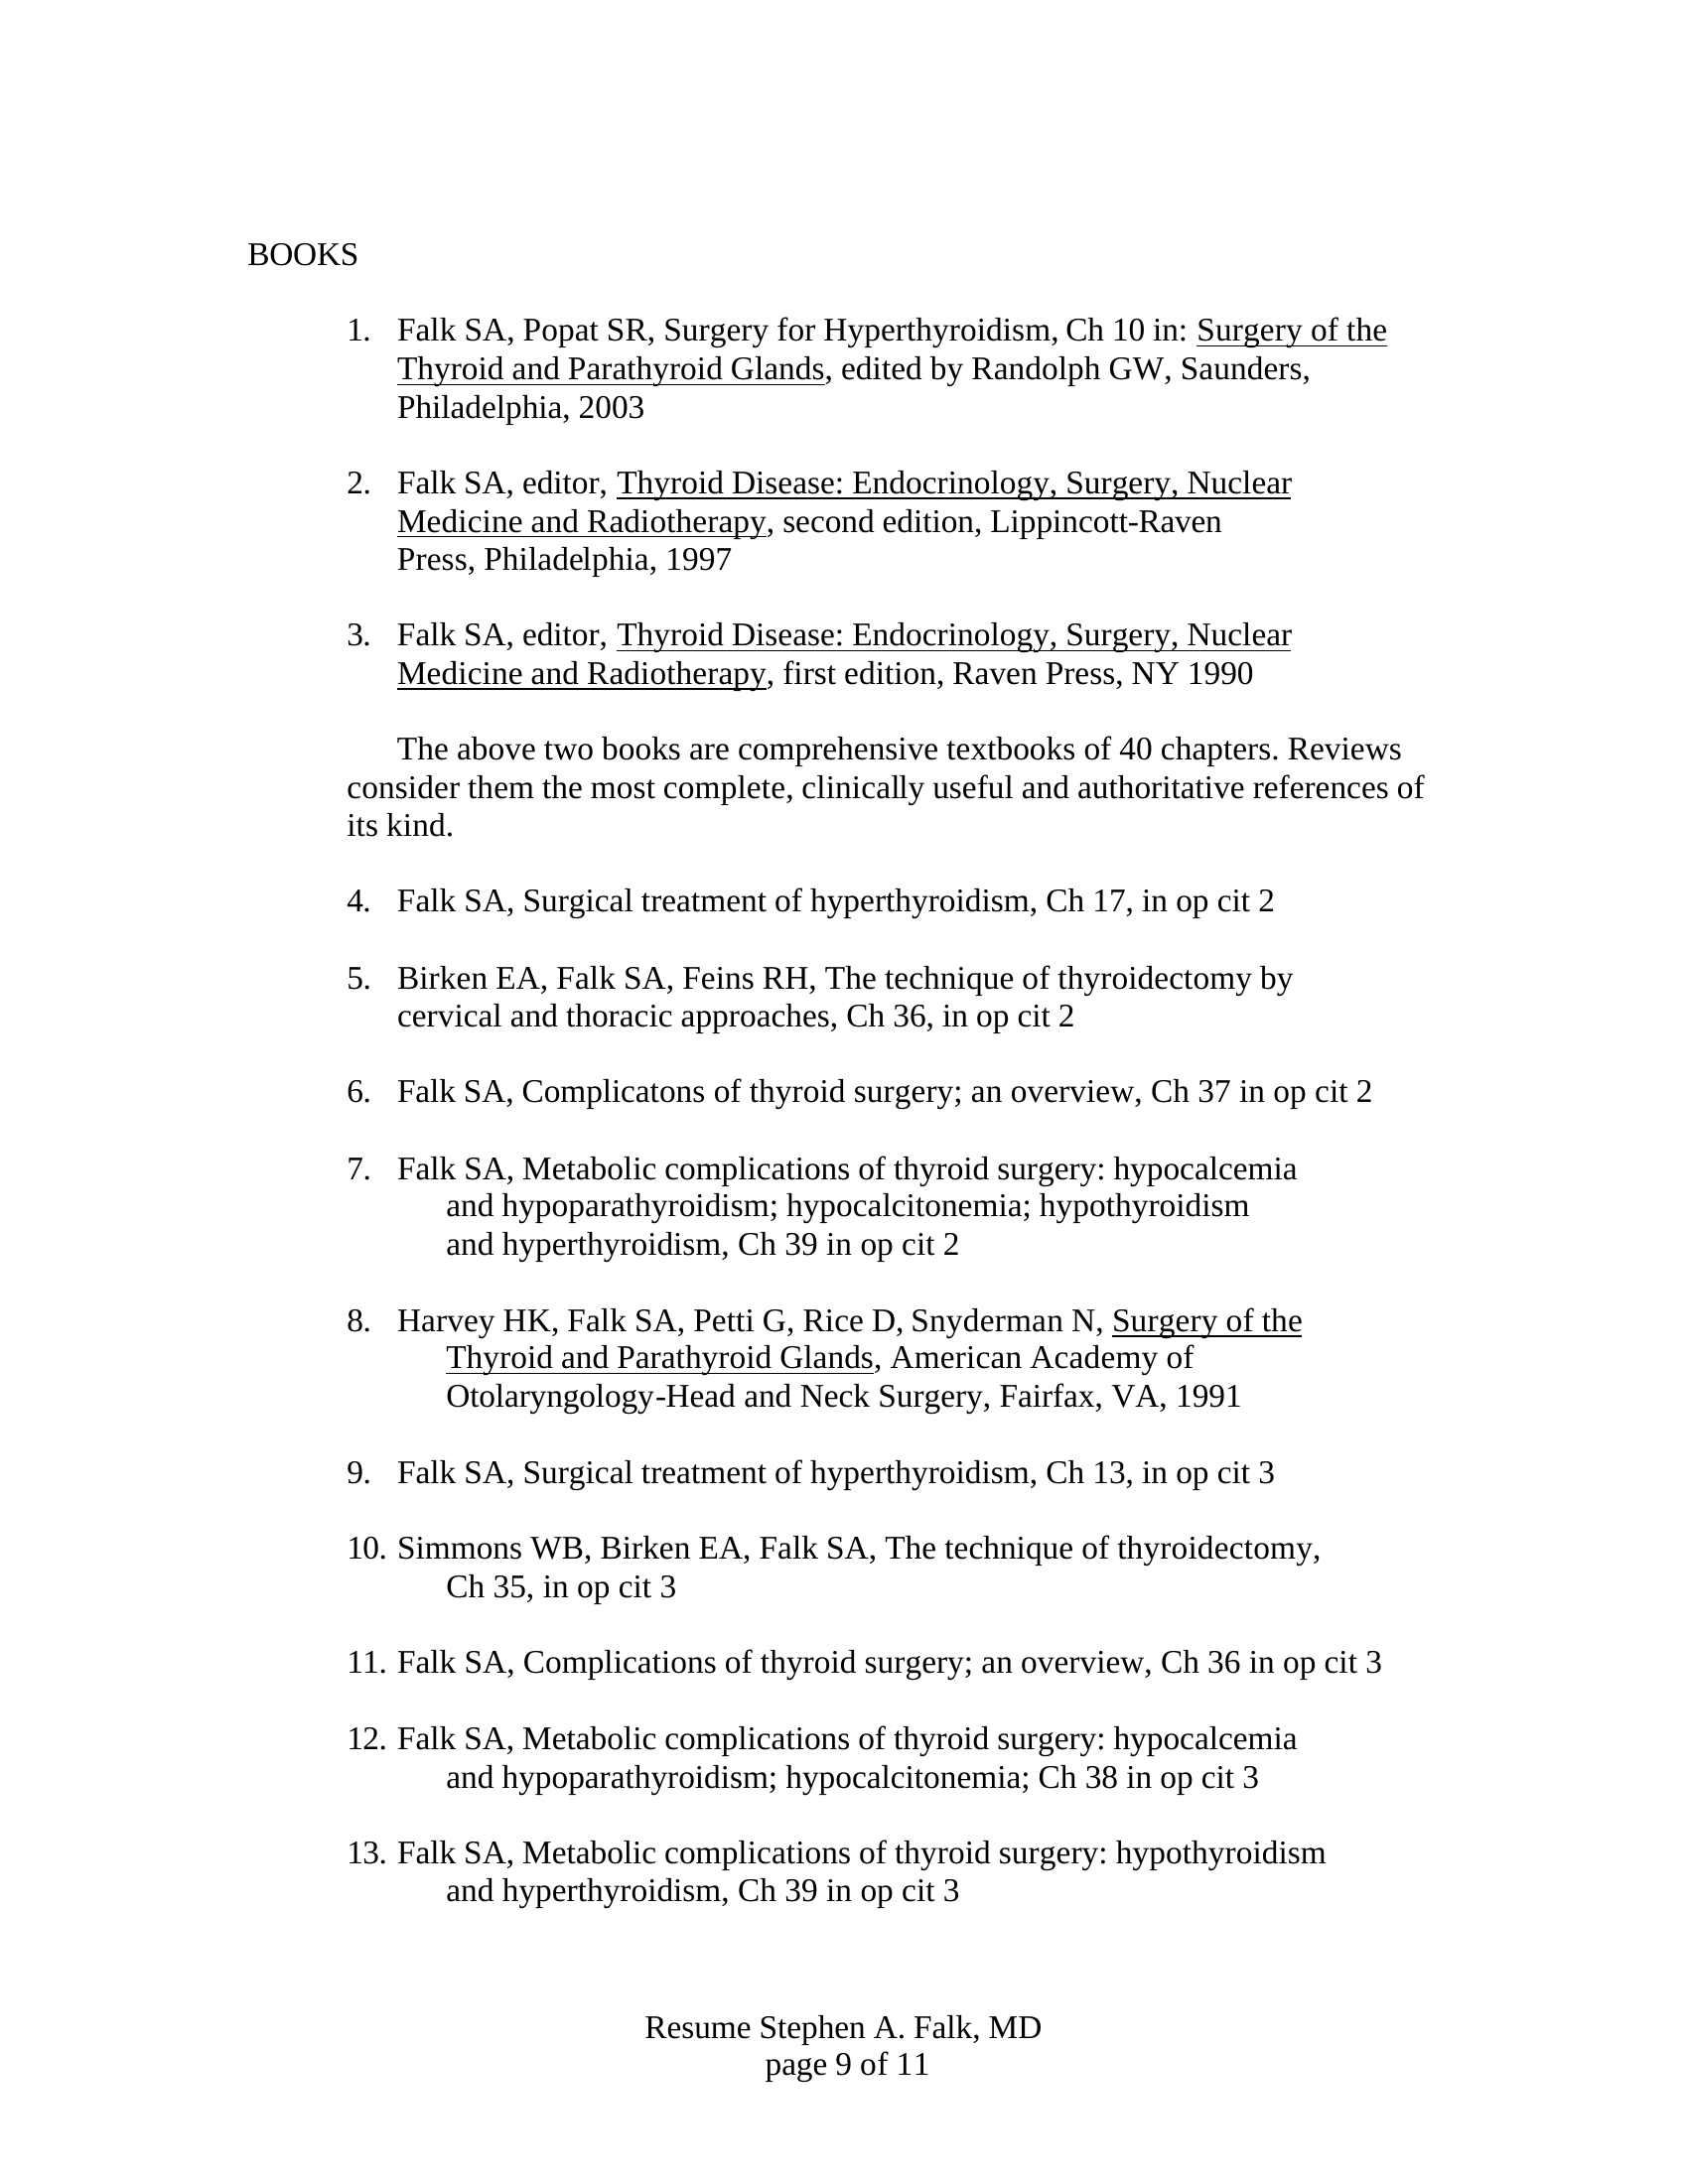 BOOKS
1. Falk SA, Popat SR, Surgery for Hyperthyroidism, Ch 10 in: Surgery of the
Thyroid and Parathyroid Glands, edited by Randolph GW, Saunders,
Philadelphia, 2003
2. Falk SA, editor, Thyroid Disease: Endocrinology, Surgery, Nuclear
Medicine and Radiotherapy, second edition, Lippincott-Raven
Press, Philadelphia, 1997
3. Falk SA, editor, Thyroid Disease: Endocrinology, Surgery, Nuclear
Medicine and Radiotherapy, first edition, Raven Press, NY 1990
The above two books are comprehensive textbooks of 40 chapters. Reviews
consider them the most complete, clinically useful and authoritative references of
its kind.
4. Falk SA, Surgical treatment of hyperthyroidism, Ch 17, in op cit 2
5. Birken EA, Falk SA, Feins RH, The technique of thyroidectomy by
cervical and thoracic approaches, Ch 36, in op cit 2
6. Falk SA, Complicatons of thyroid surgery; an overview, Ch 37 in op cit 2
7. Falk SA, Metabolic complications of thyroid surgery: hypocalcemia
and hypoparathyroidism; hypocalcitonemia; hypothyroidism
and hyperthyroidism, Ch 39 in op cit 2
8. Harvey HK, Falk SA, Petti G, Rice D, Snyderman N, Surgery of the
Thyroid and Parathyroid Glands, American Academy of
Otolaryngology-Head and Neck Surgery, Fairfax, VA, 1991
9. Falk SA, Surgical treatment of hyperthyroidism, Ch 13, in op cit 3
10. Simmons WB, Birken EA, Falk SA, The technique of thyroidectomy,
Ch 35, in op cit 3
11. Falk SA, Complications of thyroid surgery; an overview, Ch 36 in op cit 3
12. Falk SA, Metabolic complications of thyroid surgery: hypocalcemia
and hypoparathyroidism; hypocalcitonemia; Ch 38 in op cit 3
13. Falk SA, Metabolic complications of thyroid surgery: hypothyroidism
and hyperthyroidism, Ch 39 in op cit 3
Resume Stephen A. Falk, MD
page 9 of 11